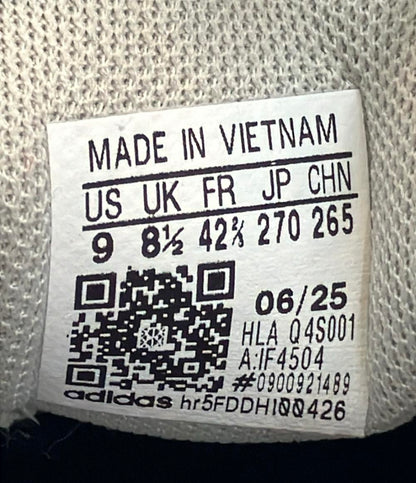 MADE IN VIETNAM
US UK FR JP CHN
9 8½ 42⅔ 270 265
06/25
HLA Q4S001
A:IF4504
#0900921489
adidas hr5FDDHI00426